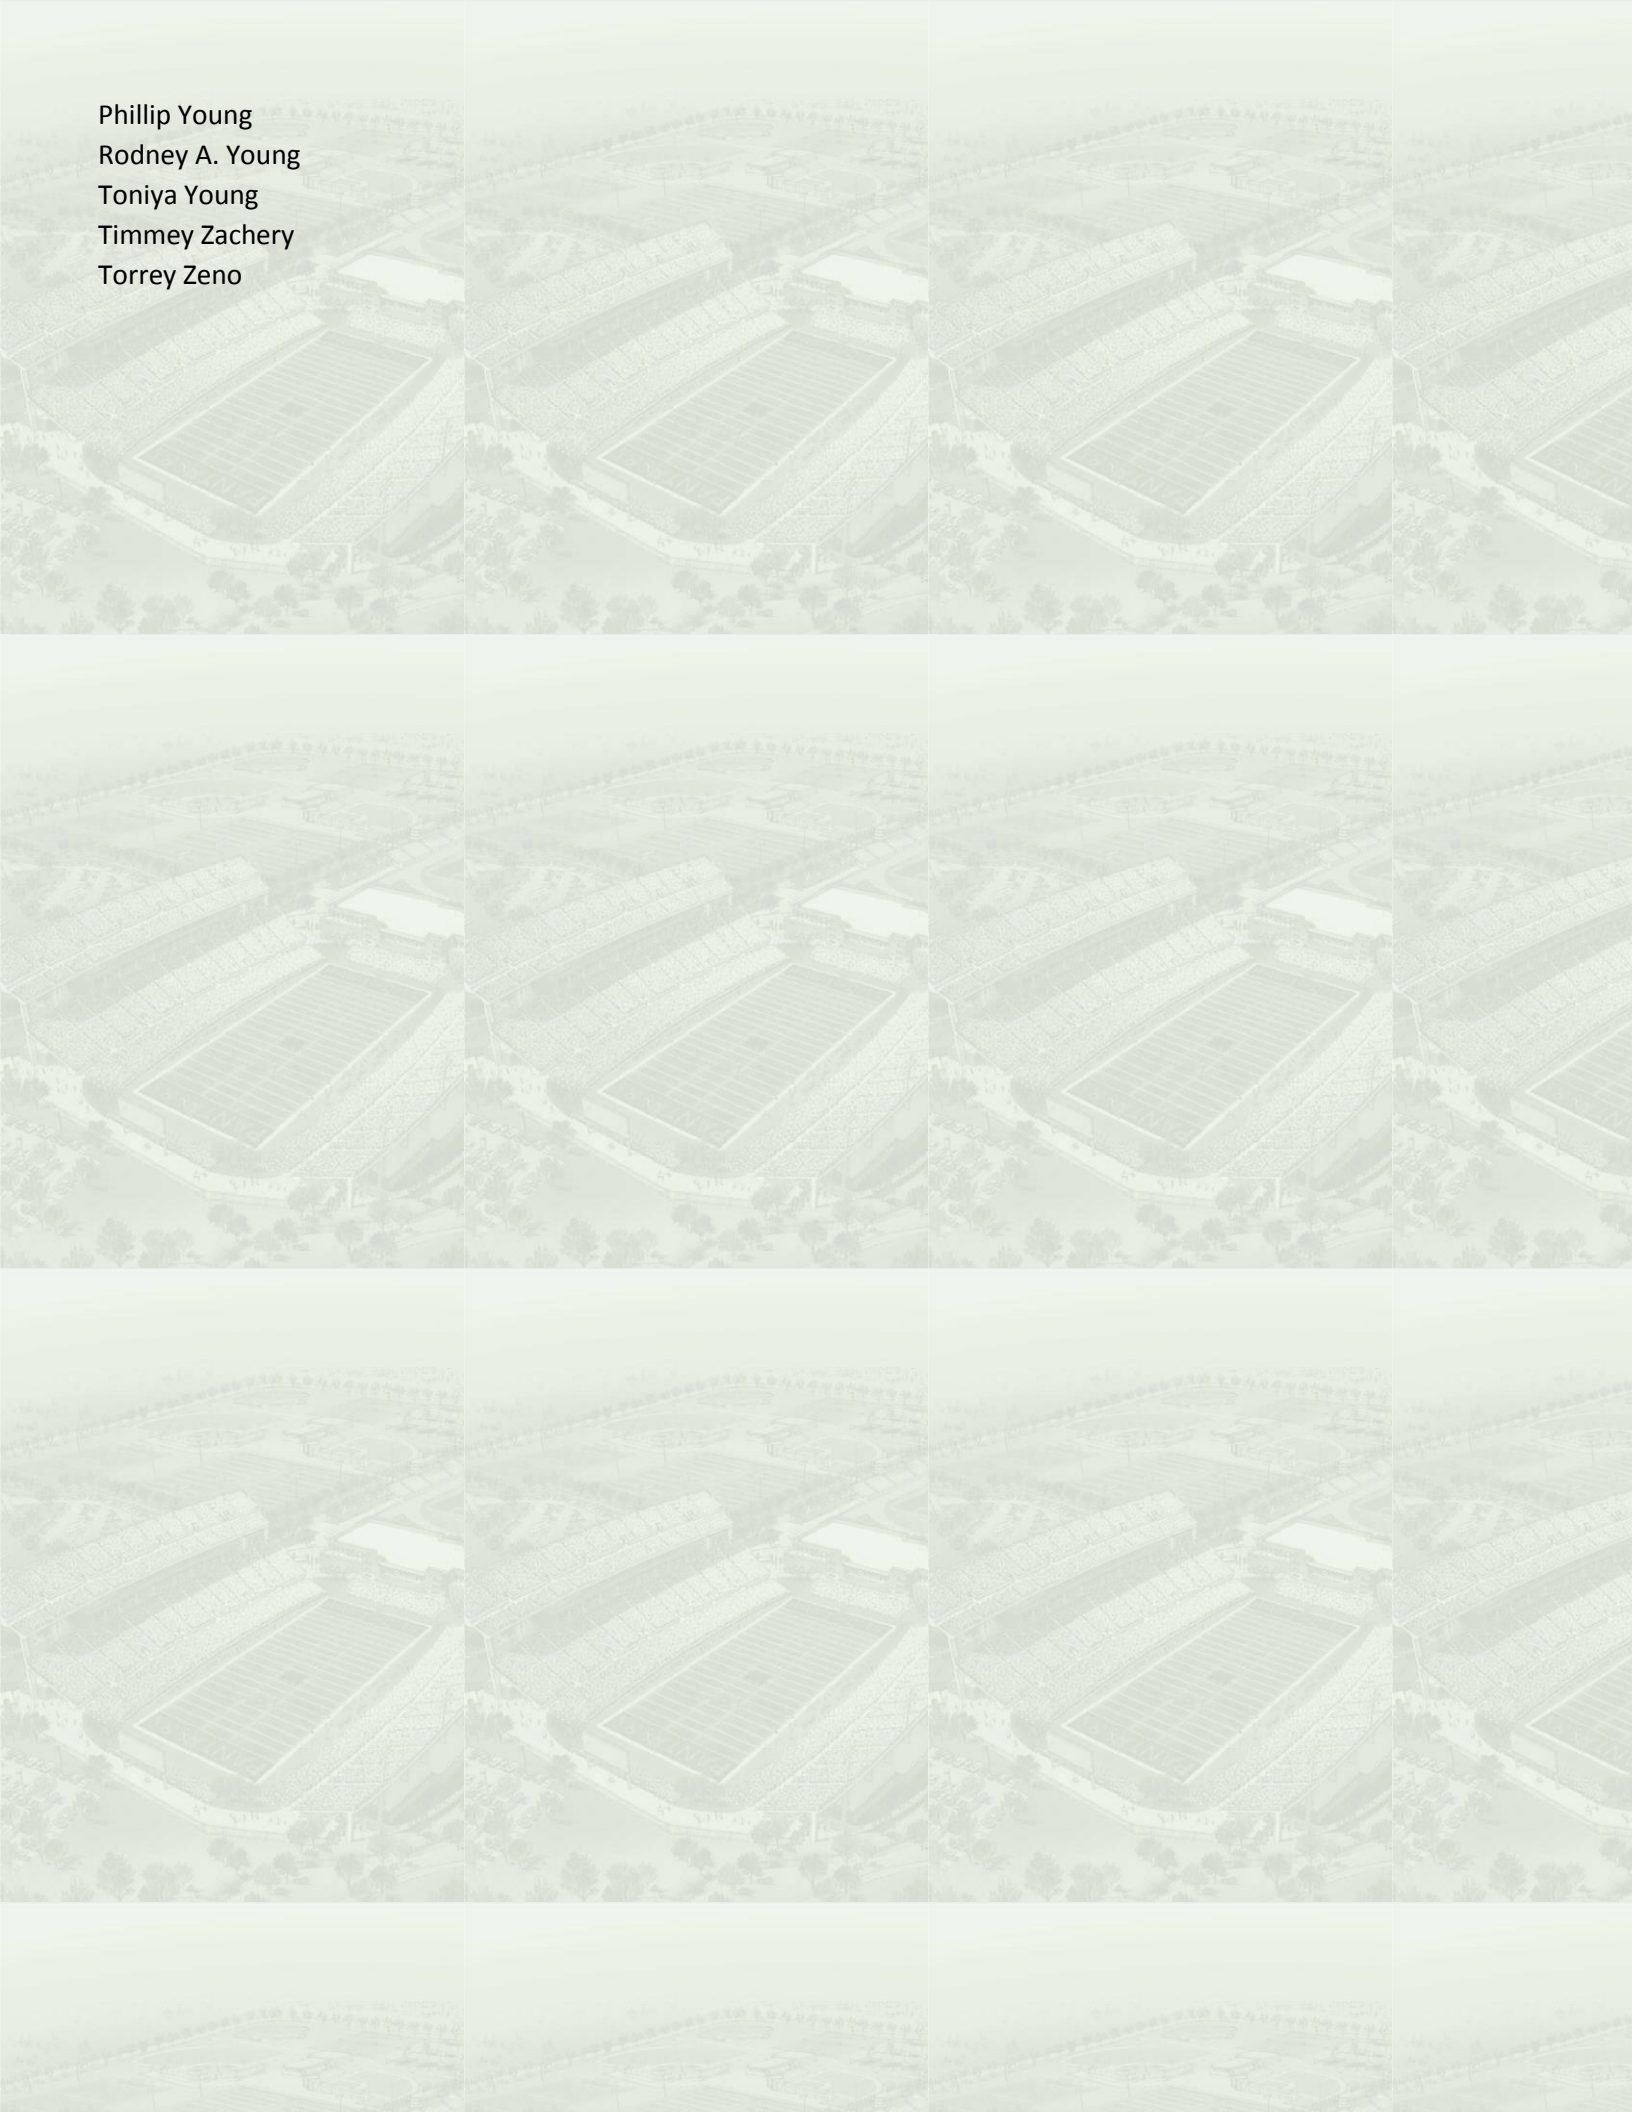 Phillip Young
Rodney A. Young
Toniya Young
Timmey Zachery
Torrey Zeno